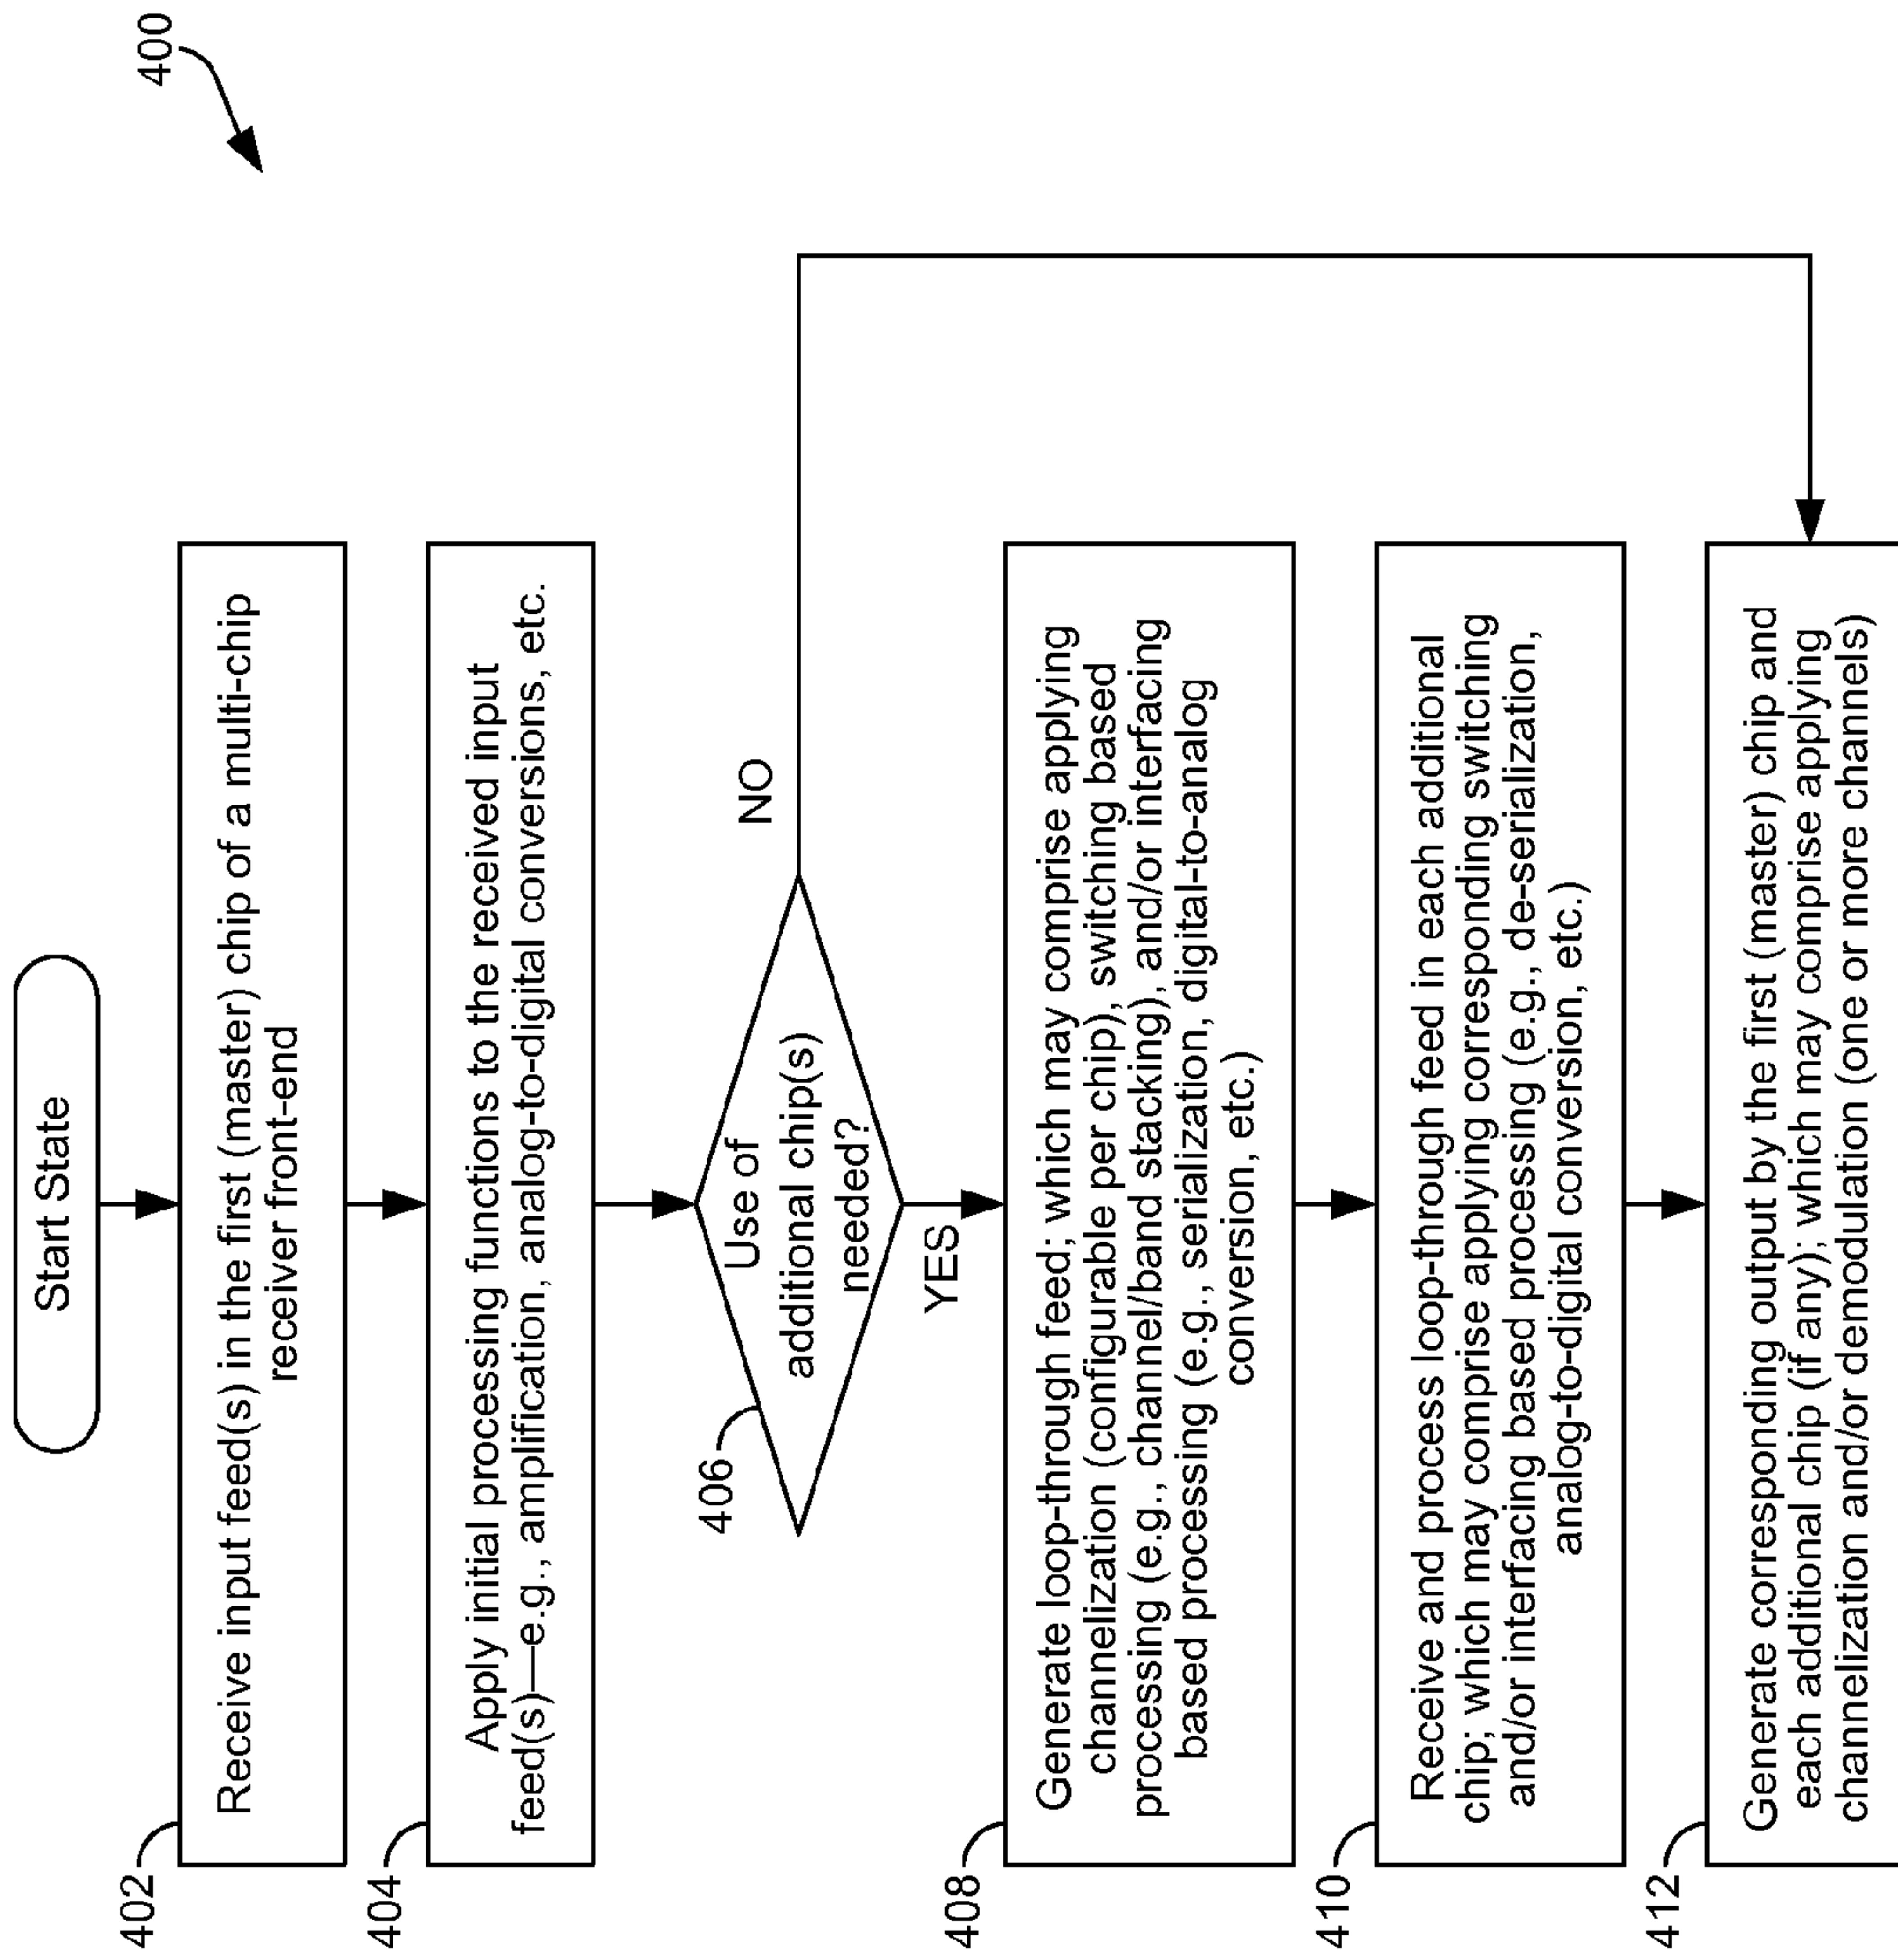 400
Start State
402
Receive input feed(s) in the first (master) chip of a multi-chip
receiver front-end
404
Apply initial processing functions to the received input
feed(s)—e.g., amplification, analog-to-digital conversions, etc.
406
Use of
additional chip(s)
needed?
NO
YES
408
Generate loop-through feed; which may comprise applying
channelization (configurable per chip), switching based
processing (e.g., channel/band stacking), and/or interfacing
based processing (e.g., serialization, digital-to-analog
conversion, etc.)
410
Receive and process loop-through feed in each additional
chip; which may comprise applying corresponding switching
and/or interfacing based processing (e.g., de-serialization,
analog-to-digital conversion, etc.)
412
Generate corresponding output by the first (master) chip and
each additional chip (if any); which may comprise applying
channelization and/or demodulation (one or more channels)